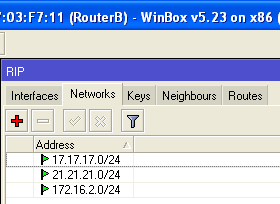 :03:F7:11 (RouterB) - WinBox v5.23 on x86 (
RIP
Interfaces Networks Keys Neighbours Routes
Address
17.17.17.0/24
21.21.21.0/24
172.16.2.0/24